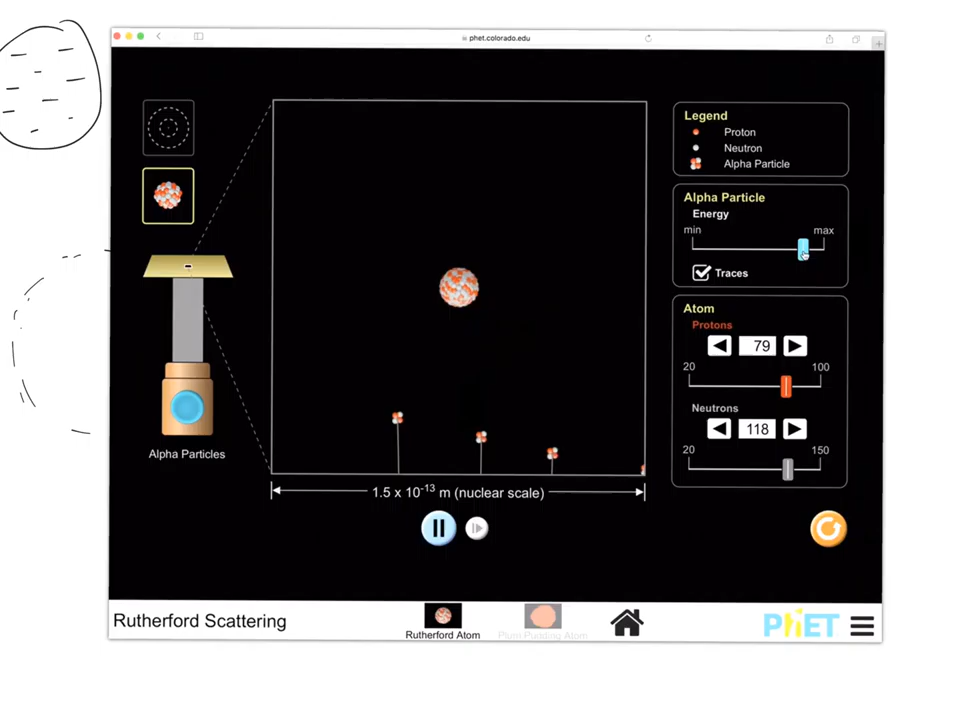 phet.colorado.edu
Legend
Proton
Neutron
Alpha Particle
Alpha Particle
Energy
min max
Traces
Atom
Protons
79
20 100
Neutrons
118
20 150
Alpha Particles
1.5 x 10⁻¹³ m (nuclear scale)
Rutherford Scattering
Rutherford Atom
Plum Pudding Atom
PhET